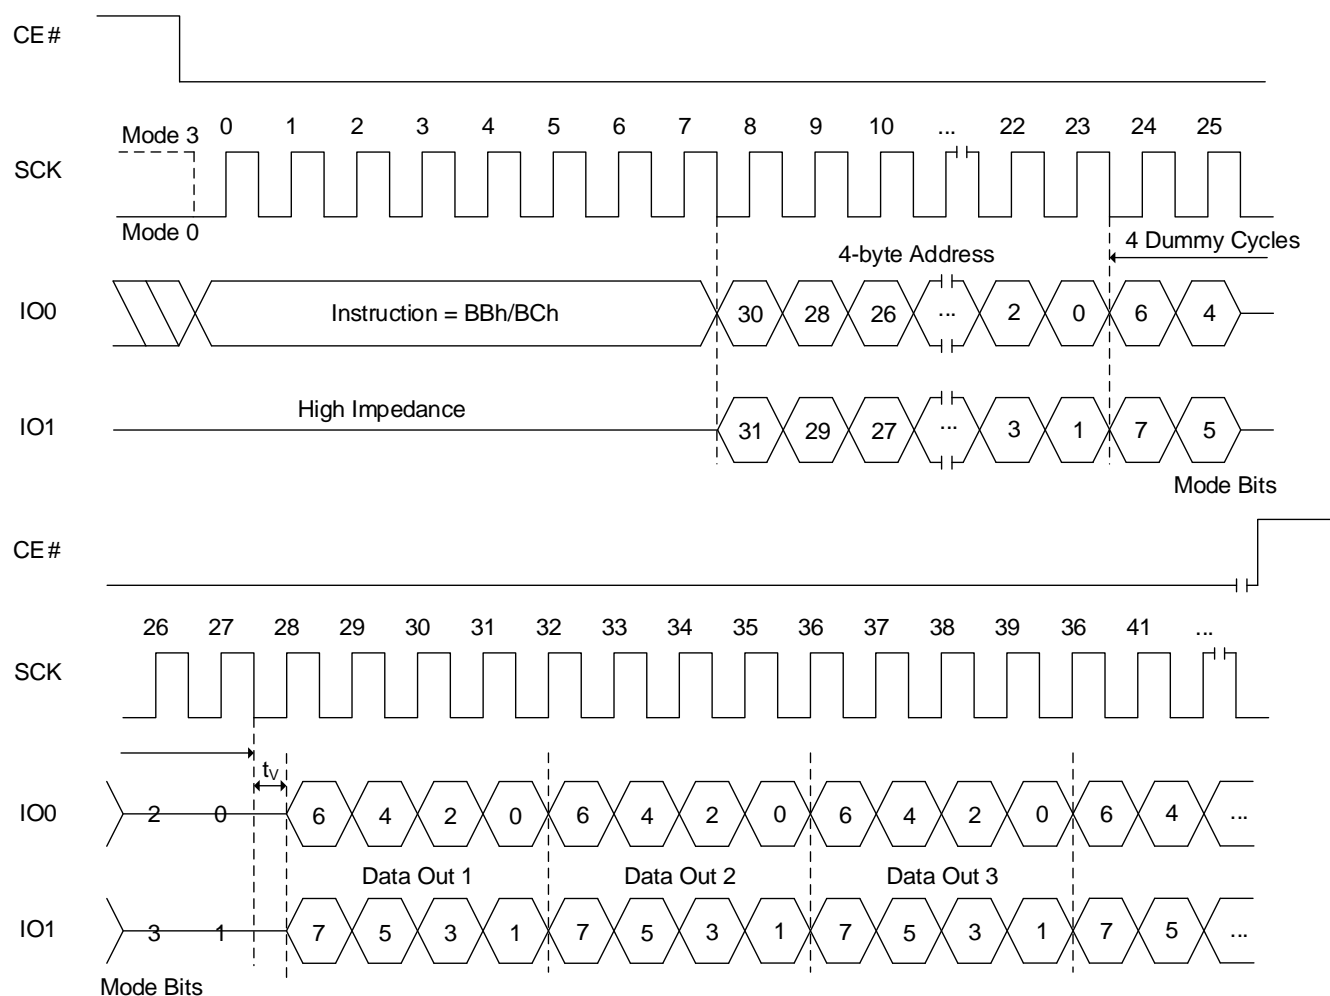 CE#
Mode 3 0 1 2 3 4 5 6 7 8 9 10 ... 22 23 24 25
SCK
Mode 0
4-byte Address 4 Dummy Cycles
IO0 Instruction = BBh/BCh 30 28 26 ... 2 0 6 4
High Impedance
IO1 31 29 27 ... 3 1 7 5
Mode Bits
CE#
26 27 28 29 30 31 32 33 34 35 36 37 38 39 36 41 ...
SCK
tV
IO0 2 0 6 4 2 0 6 4 2 0 6 4 2 0 6 4 ...
Data Out 1 Data Out 2 Data Out 3
IO1 3 1 7 5 3 1 7 5 3 1 7 5 3 1 7 5 ...
Mode Bits